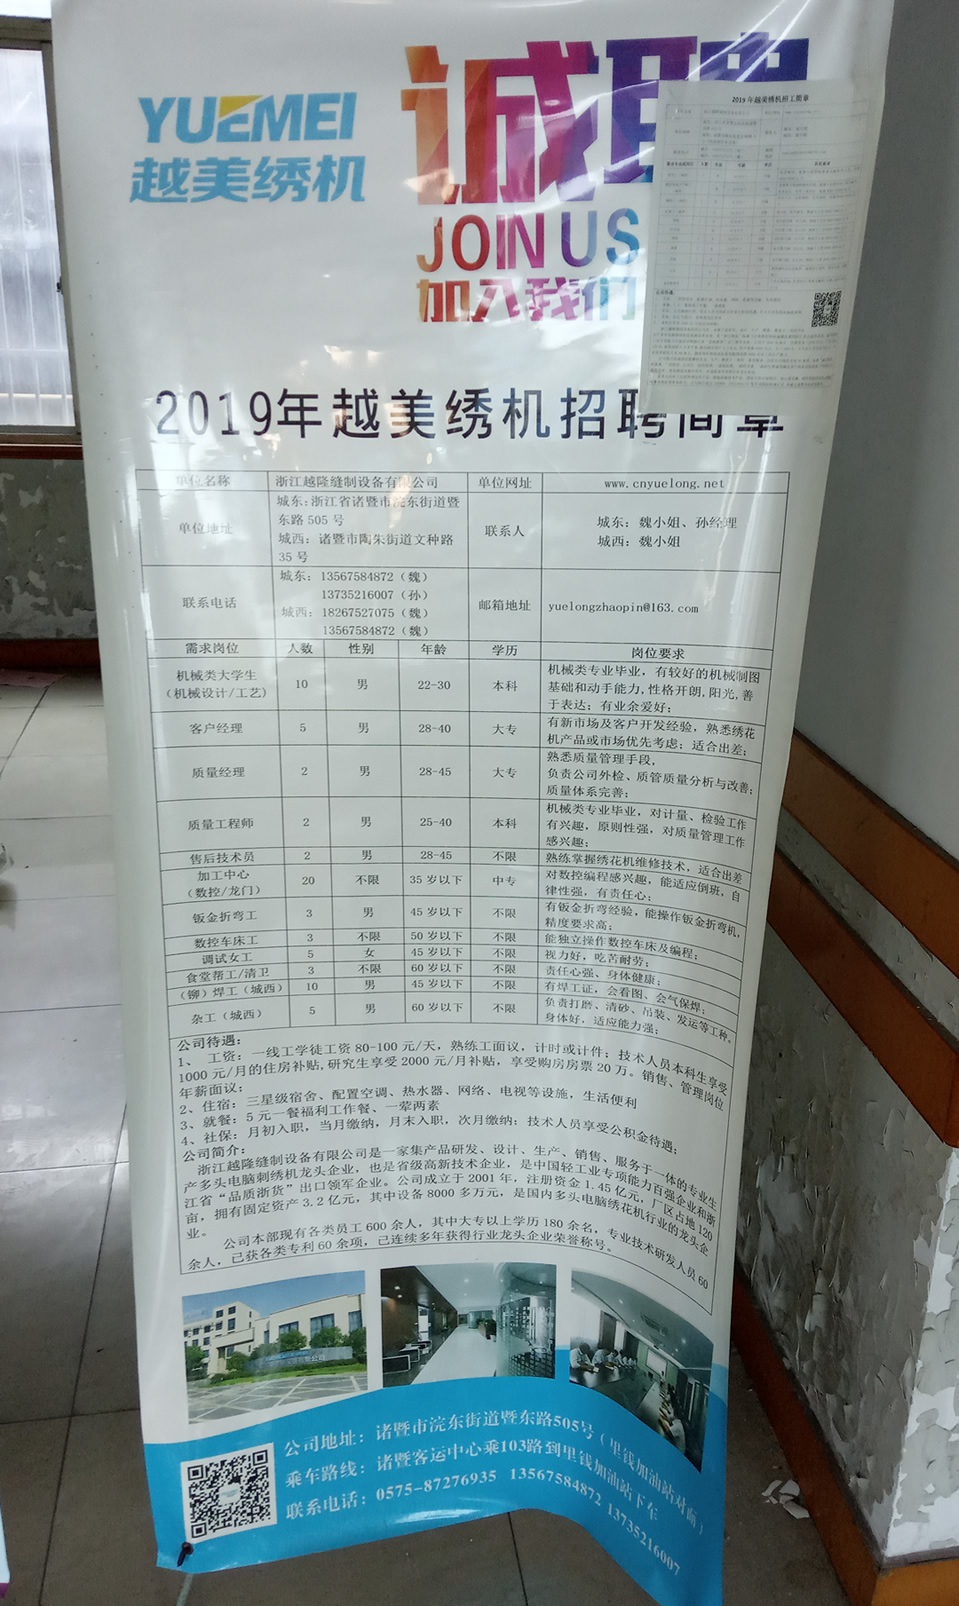 YUEMEI
越美绣机
诚聘
JOIN US
加入我们
2019年越美绣机招工简章
2019年越美绣机招聘简章
单位名称 浙江越隆缝制设备有限公司 单位网址 www.cnyuelong.net
单位地址 城东:浙江省诸暨市浣东街道暨
东路505号
城西:诸暨市陶朱街道文种路
35号
联系人 城东:魏小姐、孙经理
城西:魏小姐
联系电话 城东:13567584872(魏)
13735216007(孙)
城西:18267527075(魏)
13567584872(魏)
邮箱地址 yuelongzhaopin@163.com
需求岗位 人数 性别 年龄 学历 岗位要求
机械类大学生
(机械设计/工艺) 10 男 22-30 本科 机械类专业毕业,有较好的机械制图
基础和动手能力,性格开朗,阳光,善
于表达;有业余爱好;
客户经理 5 男 28-40 大专 有新市场及客户开发经验,熟悉绣花
机产品或市场优先考虑;适合出差;
质量经理 2 男 28-45 大专 熟悉质量管理手段,
负责公司外检、质管质量分析与改善;
质量体系完善;
质量工程师 2 男 25-40 本科 机械类专业毕业,对计量、检验工作
有兴趣,原则性强,对质量管理工作
感兴趣;
售后技术员 2 男 28-45 不限 熟练掌握绣花机维修技术,适合出差
加工中心
(数控/龙门) 20 不限 35岁以下 中专 对数控编程感兴趣,能适应倒班,自
律性强,有责任心;
钣金折弯工 3 男 45岁以下 不限 有钣金折弯经验,能操作钣金折弯机,
精度要求高;
数控车床工 3 不限 50岁以下 不限 能独立操作数控车床及编程;
调试女工 5 女 45岁以下 不限 视力好,吃苦耐劳;
食堂帮工/清卫 3 不限 60岁以下 不限 责任心强、身体健康;
(铆)焊工(城西) 10 男 45岁以下 不限 有焊工证,会看图、会气保焊;
杂工(城西) 5 男 60岁以下 不限 负责打磨、清砂、吊装、发运等工种。
身体好,适应能力强;
公司待遇:
1、 工资:一线工学徒工资80-100元/天,熟练工面议,计时或计件;技术人员本科生享受
1000元/月的住房补贴,研究生享受2000元/月补贴,享受购房房票20万。销售、管理岗位
年薪面议;
2、住宿:三星级宿舍、配置空调、热水器、网络、电视等设施,生活便利
3、就餐:5元一餐福利工作餐、一荤两素
4、社保:月初入职,当月缴纳,月末入职,次月缴纳;技术人员享受公积金待遇;
公司简介:
浙江越隆缝制设备有限公司是一家集产品研发、设计、生产、销售、服务于一体的专业生
产多头电脑刺绣机龙头企业,也是省级高新技术企业,是中国轻工业专项能力百强企业和浙
江省“品质浙货”出口领军企业。公司成立于2001年,注册资金1.45亿元,厂区占地120
亩,拥有固定资产3.2亿元,其中设备8000多万元,是国内多头电脑绣花机行业的龙头企
业。
公司本部现有各类员工600余人,其中大专以上学历180余名,专业技术研发人员60
余人,已获各类专利60余项,已连续多年获得行业龙头企业荣誉称号。
公司地址:诸暨市浣东街道暨东路505号(里钱加油站对面)
乘车路线:诸暨客运中心乘103路到里钱加油站下车
联系电话:0575-87276935 13567584872 13735216007